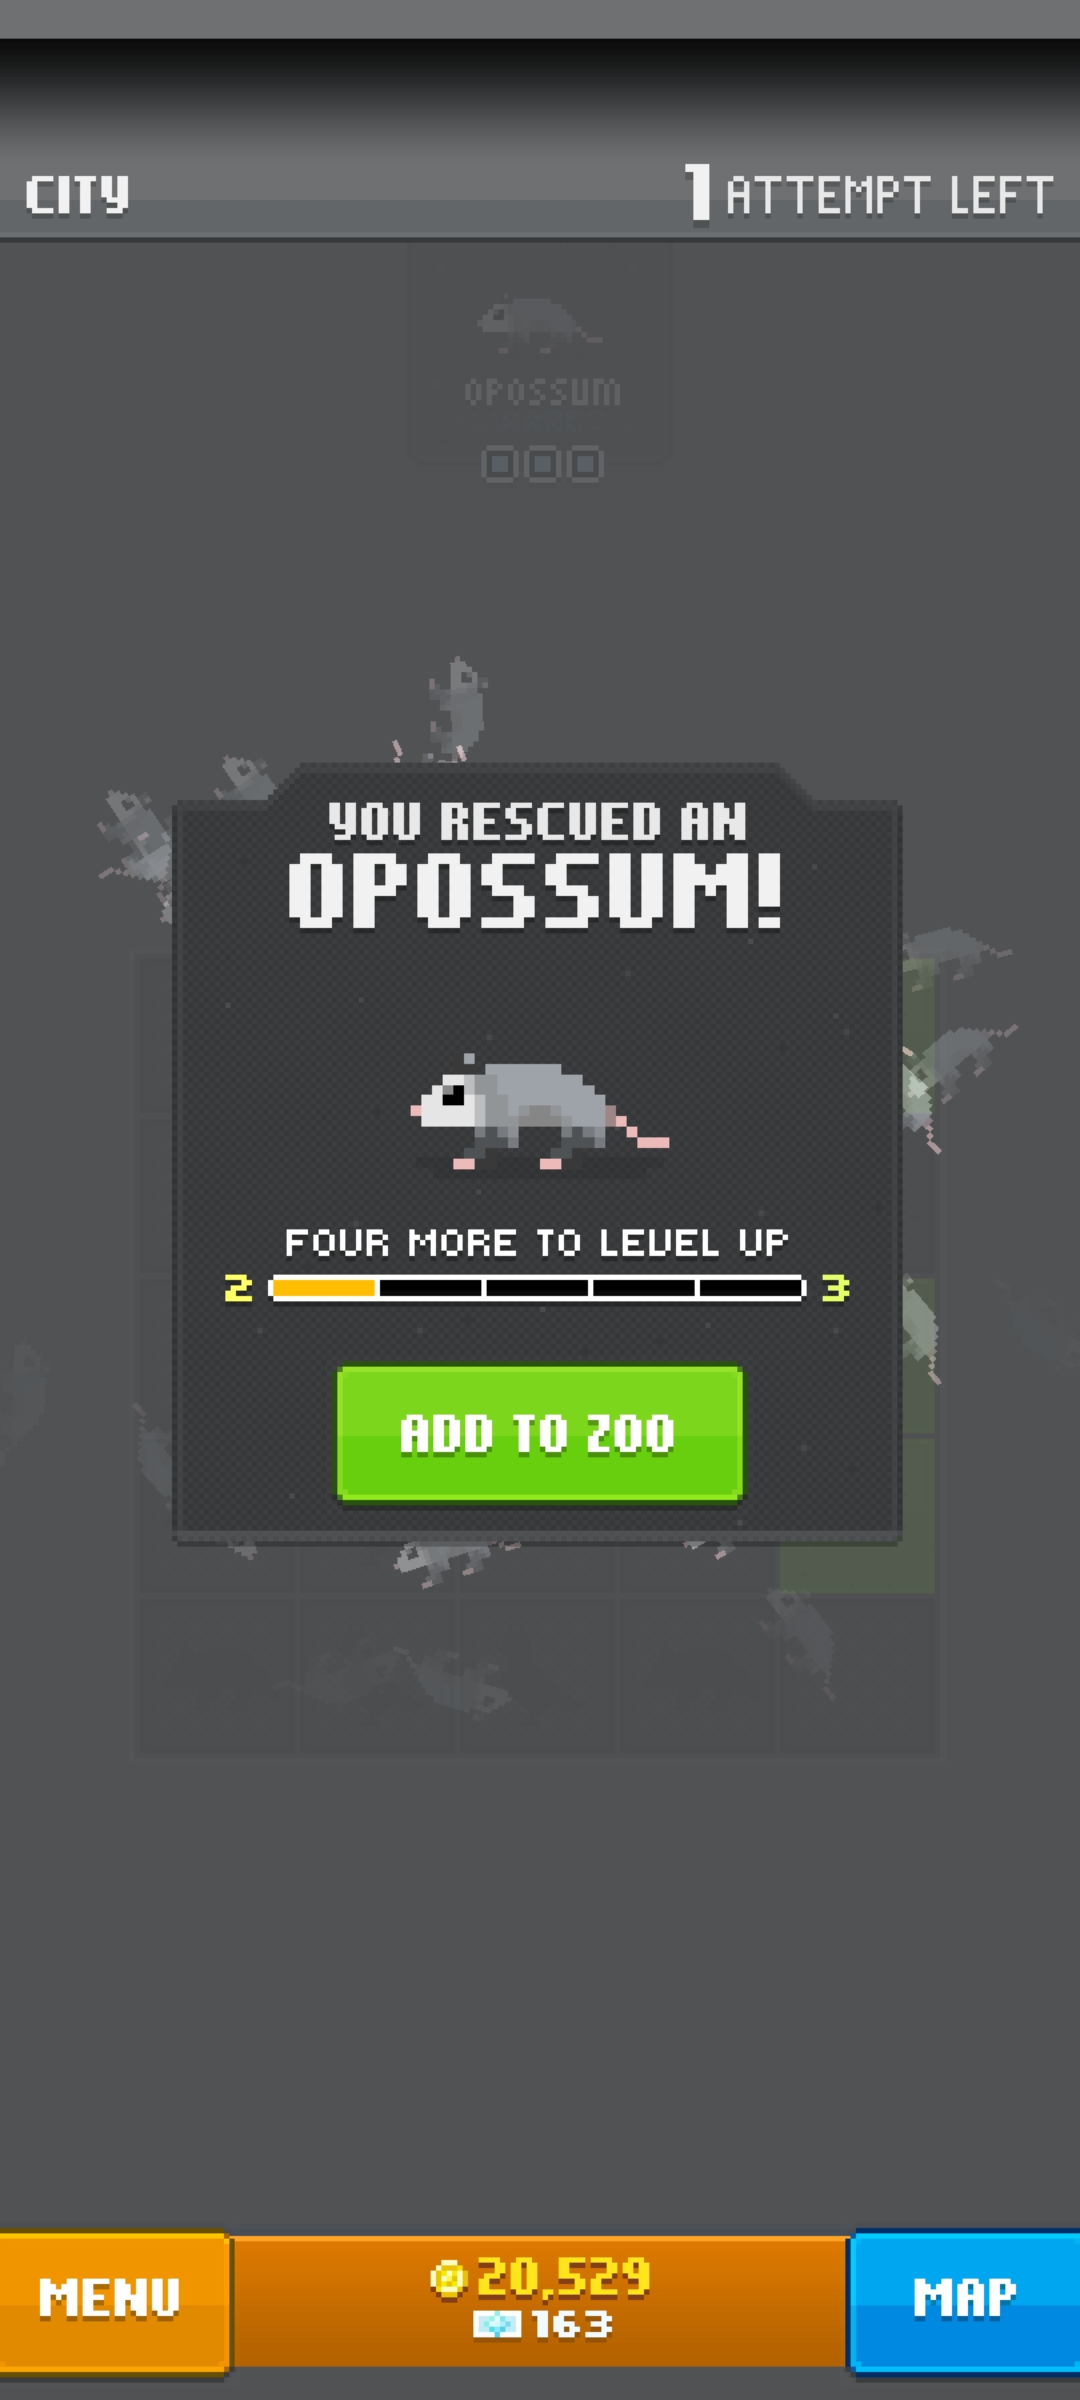 CITY
1 ATTEMPT LEFT
OPOSSUM
YOU RESCUED AN
OPOSSUM!
FOUR MORE TO LEVEL UP
2 3
ADD TO ZOO
MENU
20,529
163
MAP